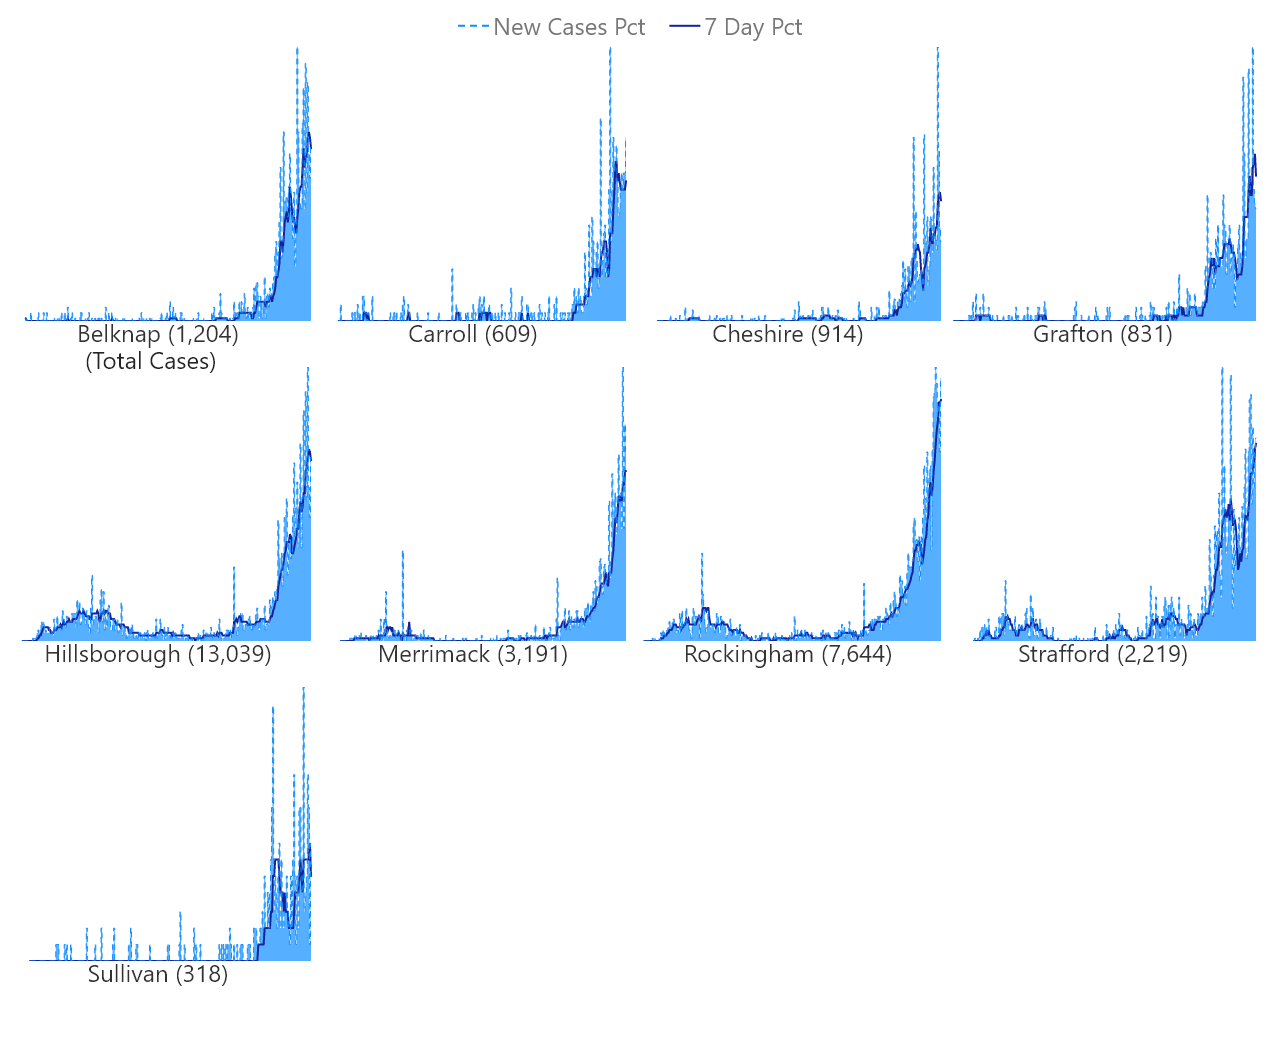 New Cases Pct 7 Day Pct
Belknap (1,204) Carroll (609) Cheshire (914) Grafton (831)
(Total Cases)
Hillsborough (13,039) Merrimack (3,191) Rockingham (7,644) Strafford (2,219)
Sullivan (318)